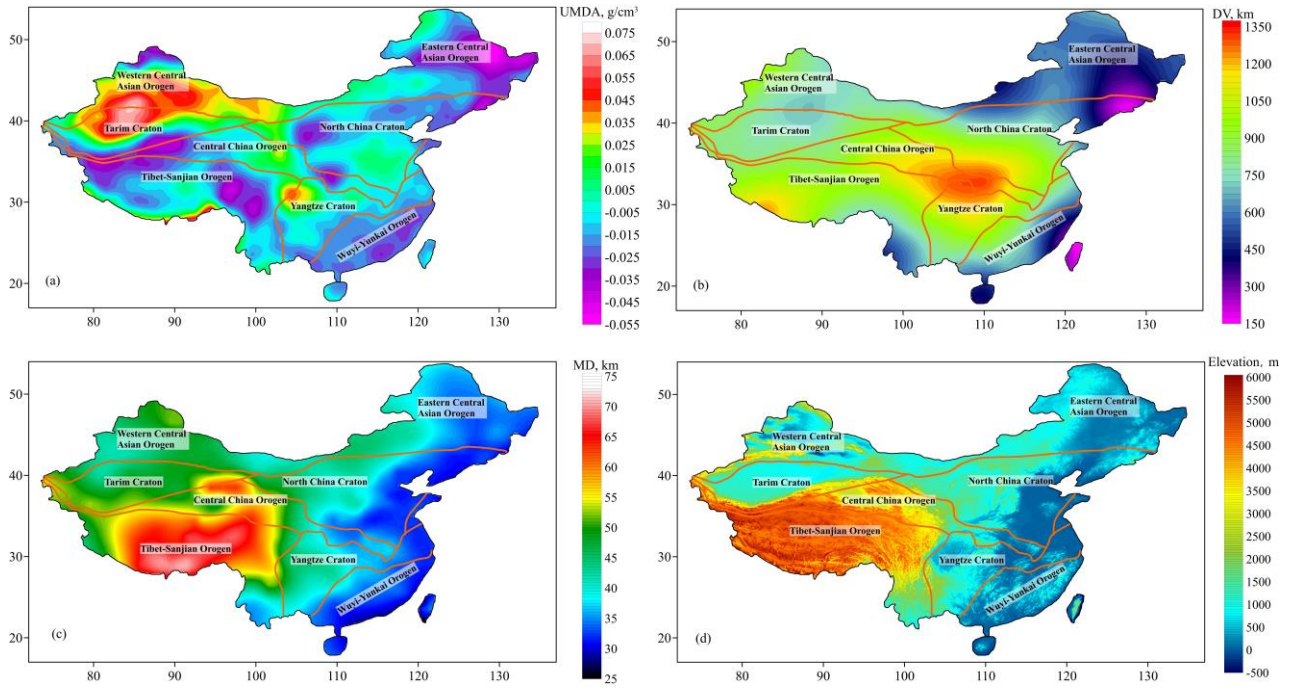 UMDA, g/cm³
50
40
30
20
80
90
100
110
120
130
Eastern Central
Asian Orogen
Western Central
Asian Orogen
Tarim Craton
North China Craton
Central China Orogen
Tibet-Sanjian Orogen
Yangtze Craton
Wuyi-Yunkai Orogen
(a)
0.075
0.065
0.055
0.045
0.035
0.025
0.015
0.005
-0.005
-0.015
-0.025
-0.035
-0.045
-0.055
DV, km
50
40
30
20
80
90
100
110
120
130
Eastern Central
Asian Orogen
Western Central
Asian Orogen
Tarim Craton
North China Craton
Central China Orogen
Tibet-Sanjian Orogen
Yangtze Craton
Wuyi-Yunkai Orogen
(b)
1350
1200
1050
900
750
600
450
300
150
MD, km
50
40
30
20
80
90
100
110
120
130
Eastern Central
Asian Orogen
Western Central
Asian Orogen
Tarim Craton
North China Craton
Central China Orogen
Tibet-Sanjian Orogen
Yangtze Craton
Wuyi-Yunkai Orogen
(c)
75
70
65
60
55
50
45
40
35
30
25
Elevation, m
50
40
30
20
80
90
100
110
120
130
Eastern Central
Asian Orogen
Western Central
Asian Orogen
Tarim Craton
North China Craton
Central China Orogen
Tibet-Sanjian Orogen
Yangtze Craton
Wuyi-Yunkai Orogen
(d)
6000
5500
5000
4500
4000
3500
3000
2500
2000
1500
1000
500
0
-500